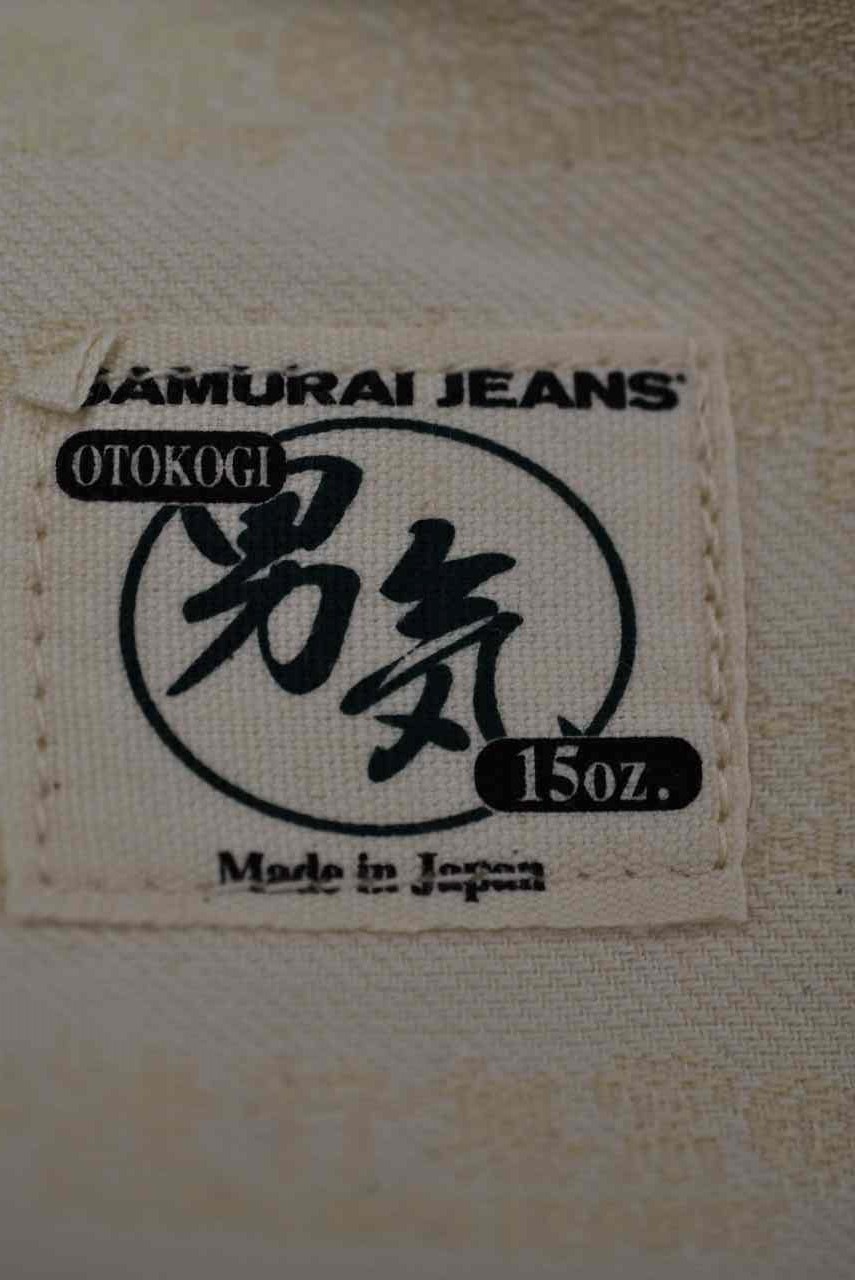 SAMURAI JEANS
OTOKOGI
男気
15oz.
Made in Japan